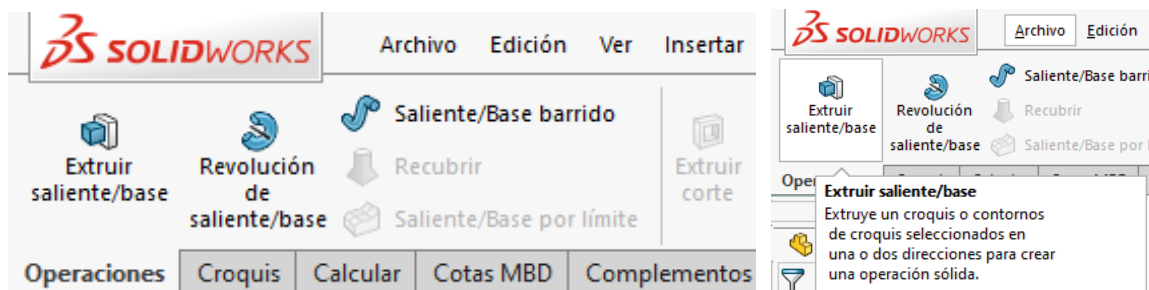 SOLIDWORKS
Archivo Edición Ver Insertar
Extruir
saliente/base
Revolución
de
saliente/base
Saliente/Base barrido
Recubrir
Saliente/Base por límite
Extruir
corte
Operaciones Croquis Calcular Cotas MBD Complementos
SOLIDWORKS
Archivo Edición
Extruir
saliente/base
Revolución
de
saliente/base
Saliente/Base barri
Recubrir
Saliente/Base por
Oper
Extruir saliente/base
Extruye un croquis o contornos
de croquis seleccionados en
una o dos direcciones para crear
una operación sólida.